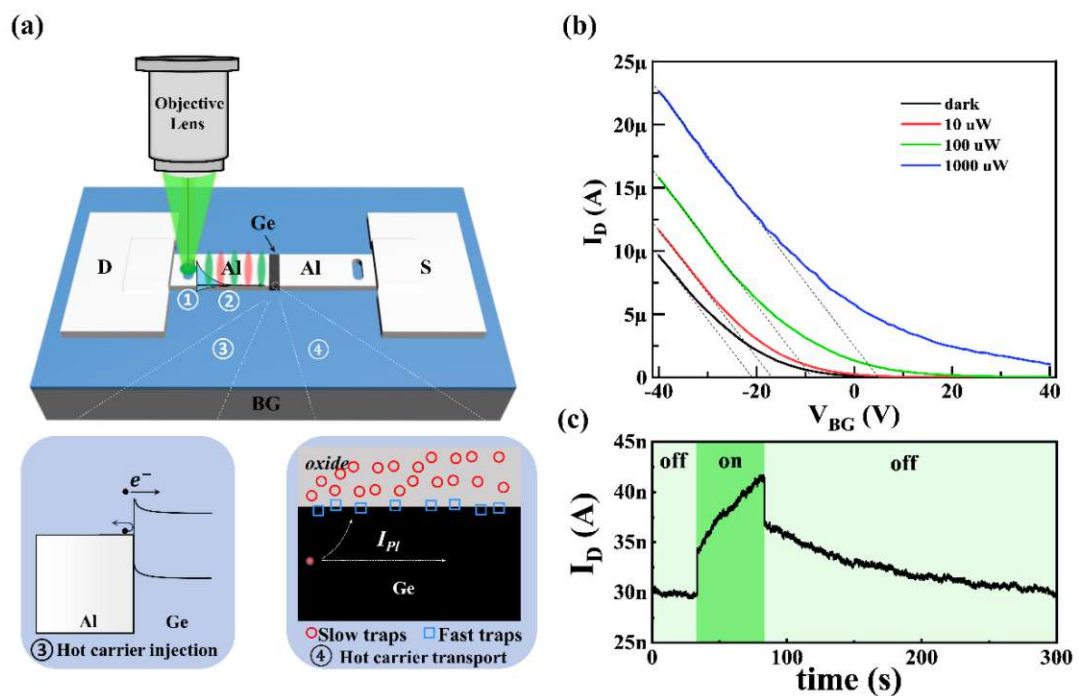 (a)
Objective
Lens
Ge
D
Al
Al
S
①
②
③
④
BG
e⁻
Al
Ge
③ Hot carrier injection
oxide
I_Pl
Ge
Slow traps
Fast traps
④ Hot carrier transport
(b)
25μ
20μ
15μ
10μ
5μ
0
I_D (A)
dark
10 uW
100 uW
1000 uW
-40
-20
0
20
40
V_BG (V)
(c)
45n
40n
35n
30n
25n
I_D (A)
off
on
off
0
100
200
300
time (s)